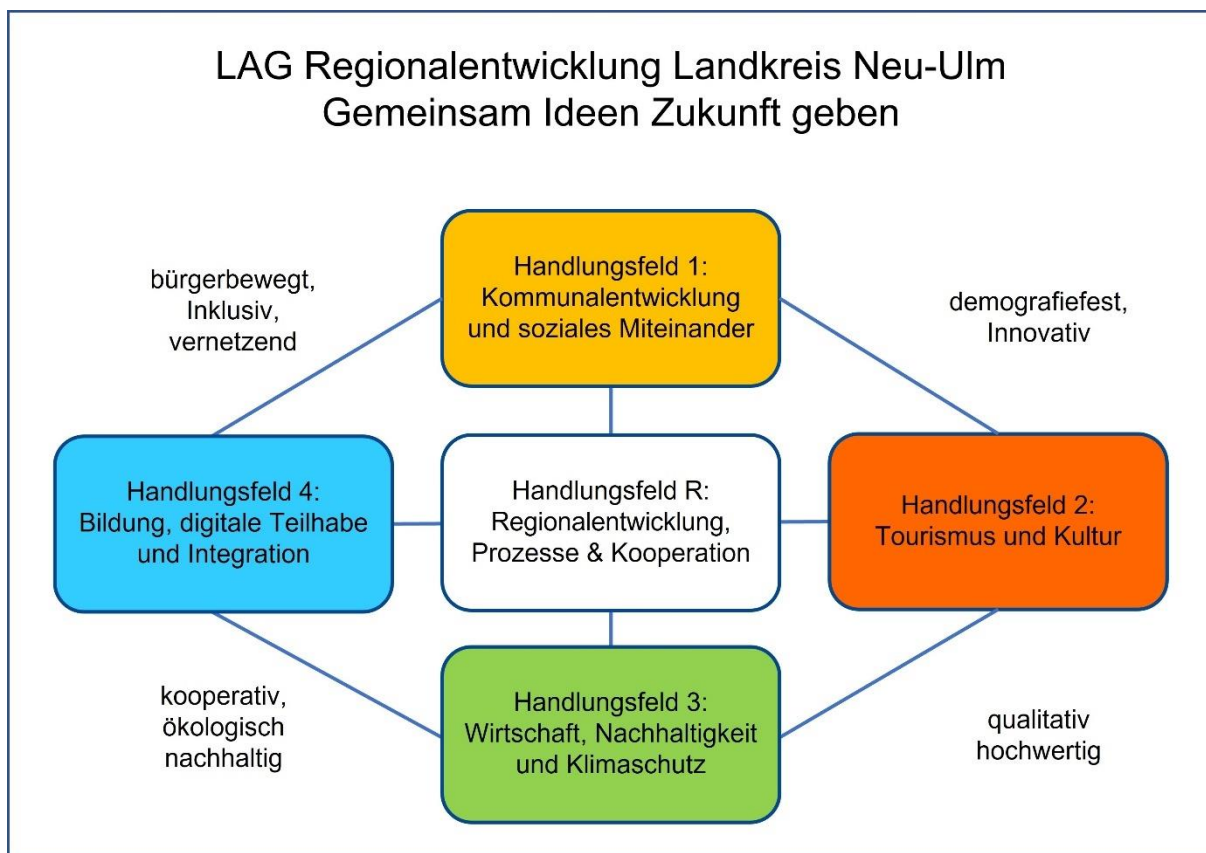 LAG Regionalentwicklung Landkreis Neu-Ulm
Gemeinsam Ideen Zukunft geben
Handlungsfeld 1:
Kommunalentwicklung
und soziales Miteinander
bürgerbewegt,
Inklusiv,
vernetzend
demografiefest,
Innovativ
Handlungsfeld 4:
Bildung, digitale Teilhabe
und Integration
Handlungsfeld R:
Regionalentwicklung,
Prozesse & Kooperation
Handlungsfeld 2:
Tourismus und Kultur
kooperativ,
ökologisch
nachhaltig
Handlungsfeld 3:
Wirtschaft, Nachhaltigkeit
und Klimaschutz
qualitativ
hochwertig